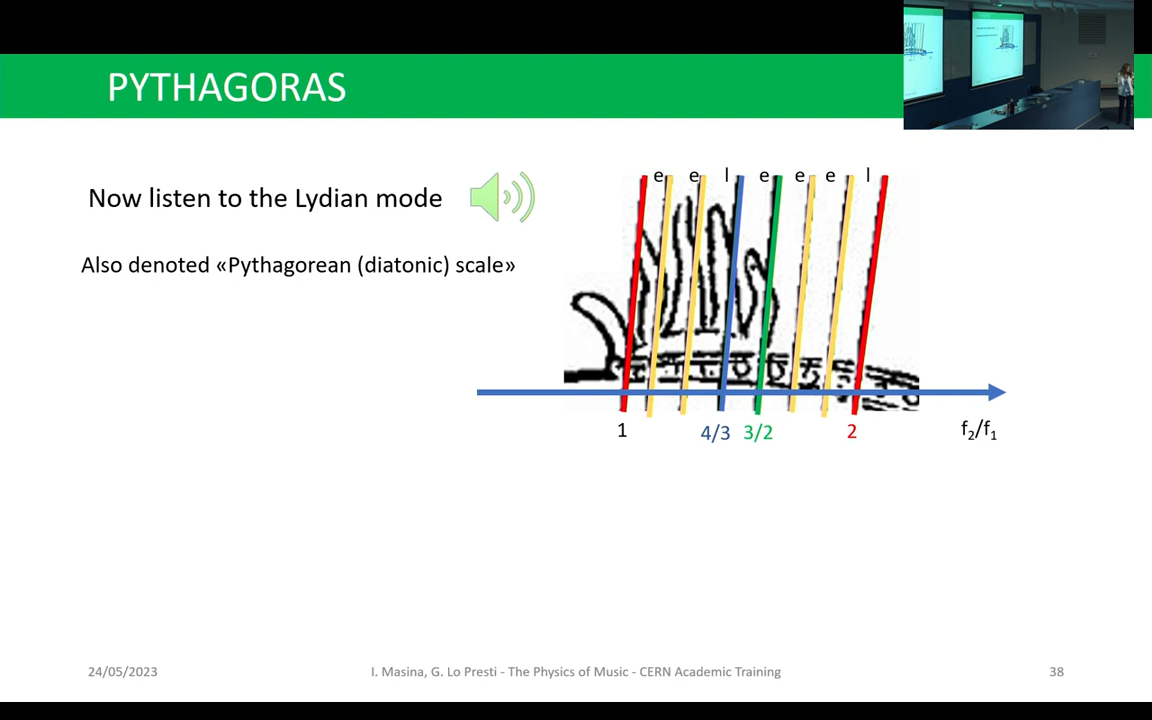 PYTHAGORAS
Now listen to the Lydian mode
Also denoted «Pythagorean (diatonic) scale»
e e l e e e l
1 4/3 3/2 2 f₂/f₁
24/05/2023 I. Masina, G. Lo Presti - The Physics of Music - CERN Academic Training 38